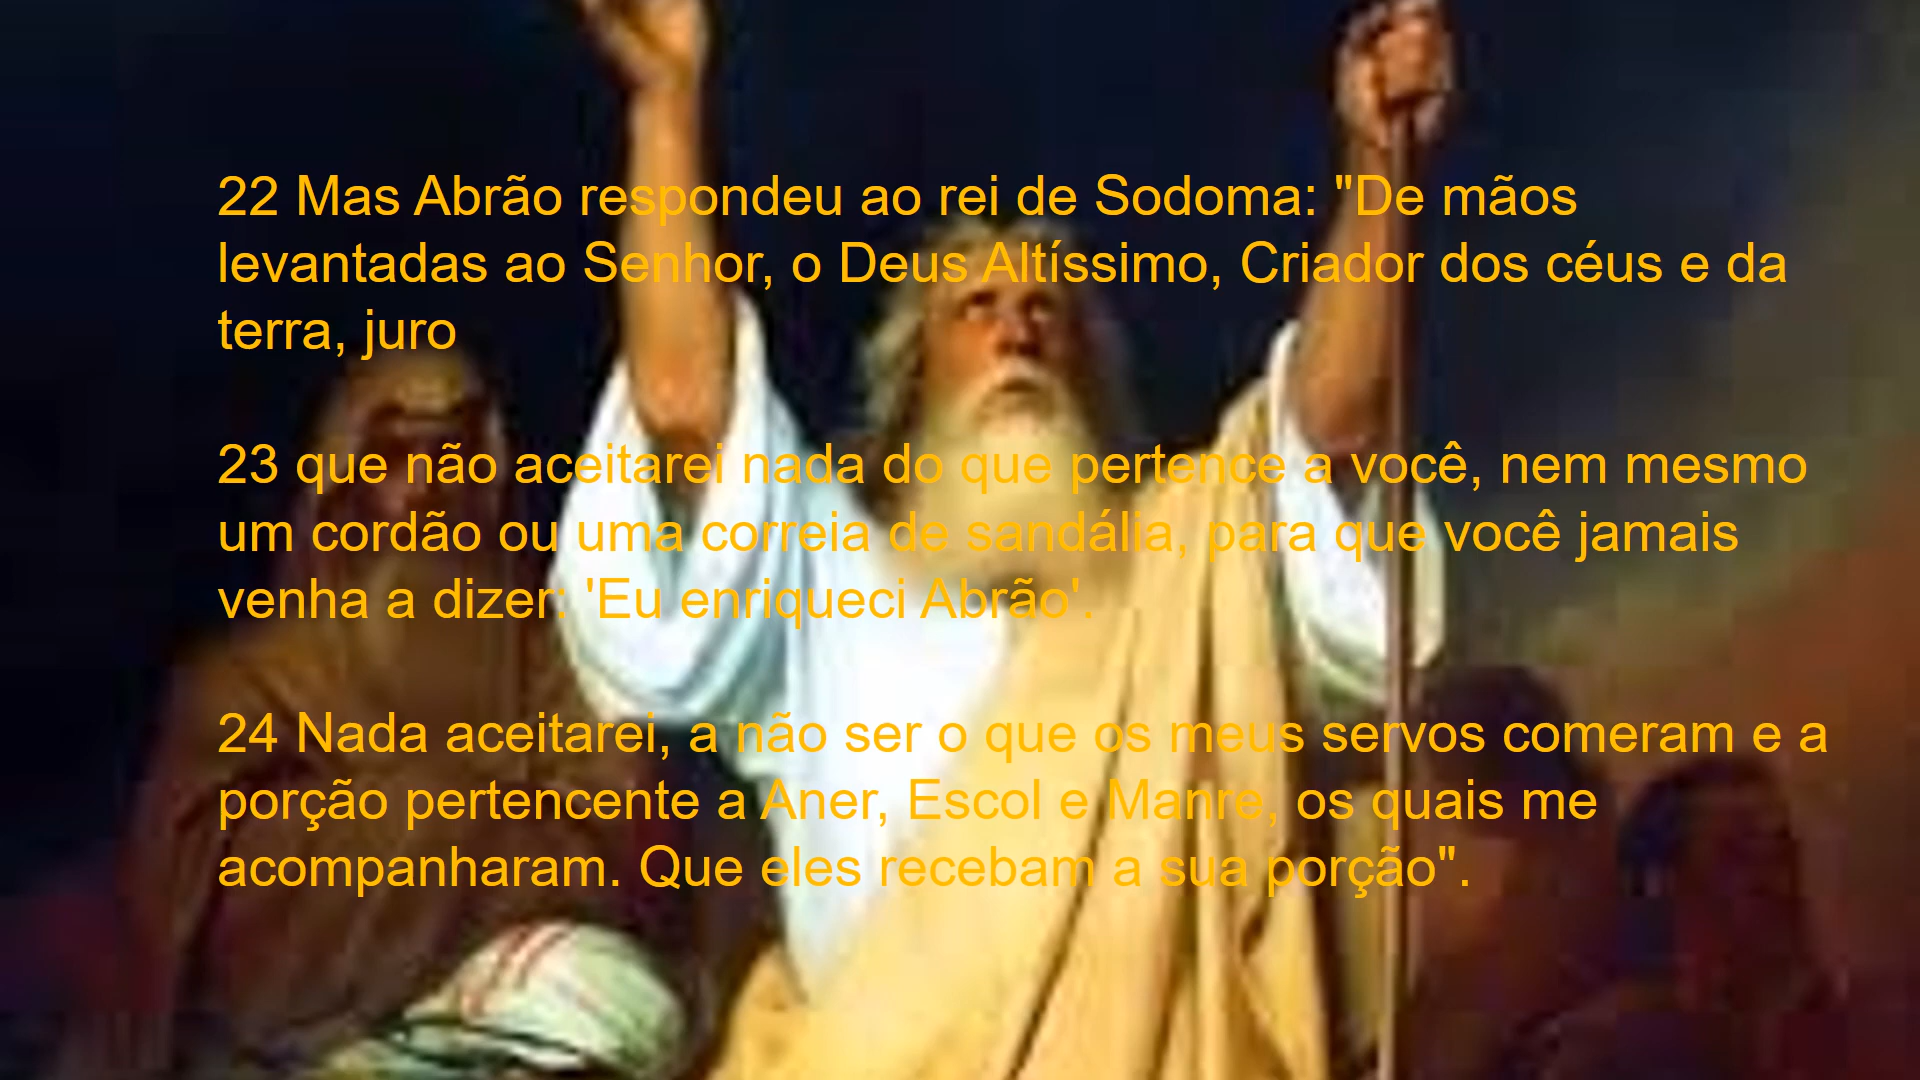 22 Mas Abrão respondeu ao rei de Sodoma: "De mãos
levantadas ao Senhor, o Deus Altíssimo, Criador dos céus e da
terra, juro
23 que não aceitarei nada do que pertence a você, nem mesmo
um cordão ou uma correia de sandália, para que você jamais
venha a dizer: 'Eu enriqueci Abrão'.
24 Nada aceitarei, a não ser o que os meus servos comeram e a
porção pertencente a Aner, Escol e Manre, os quais me
acompanharam. Que eles recebam a sua porção".